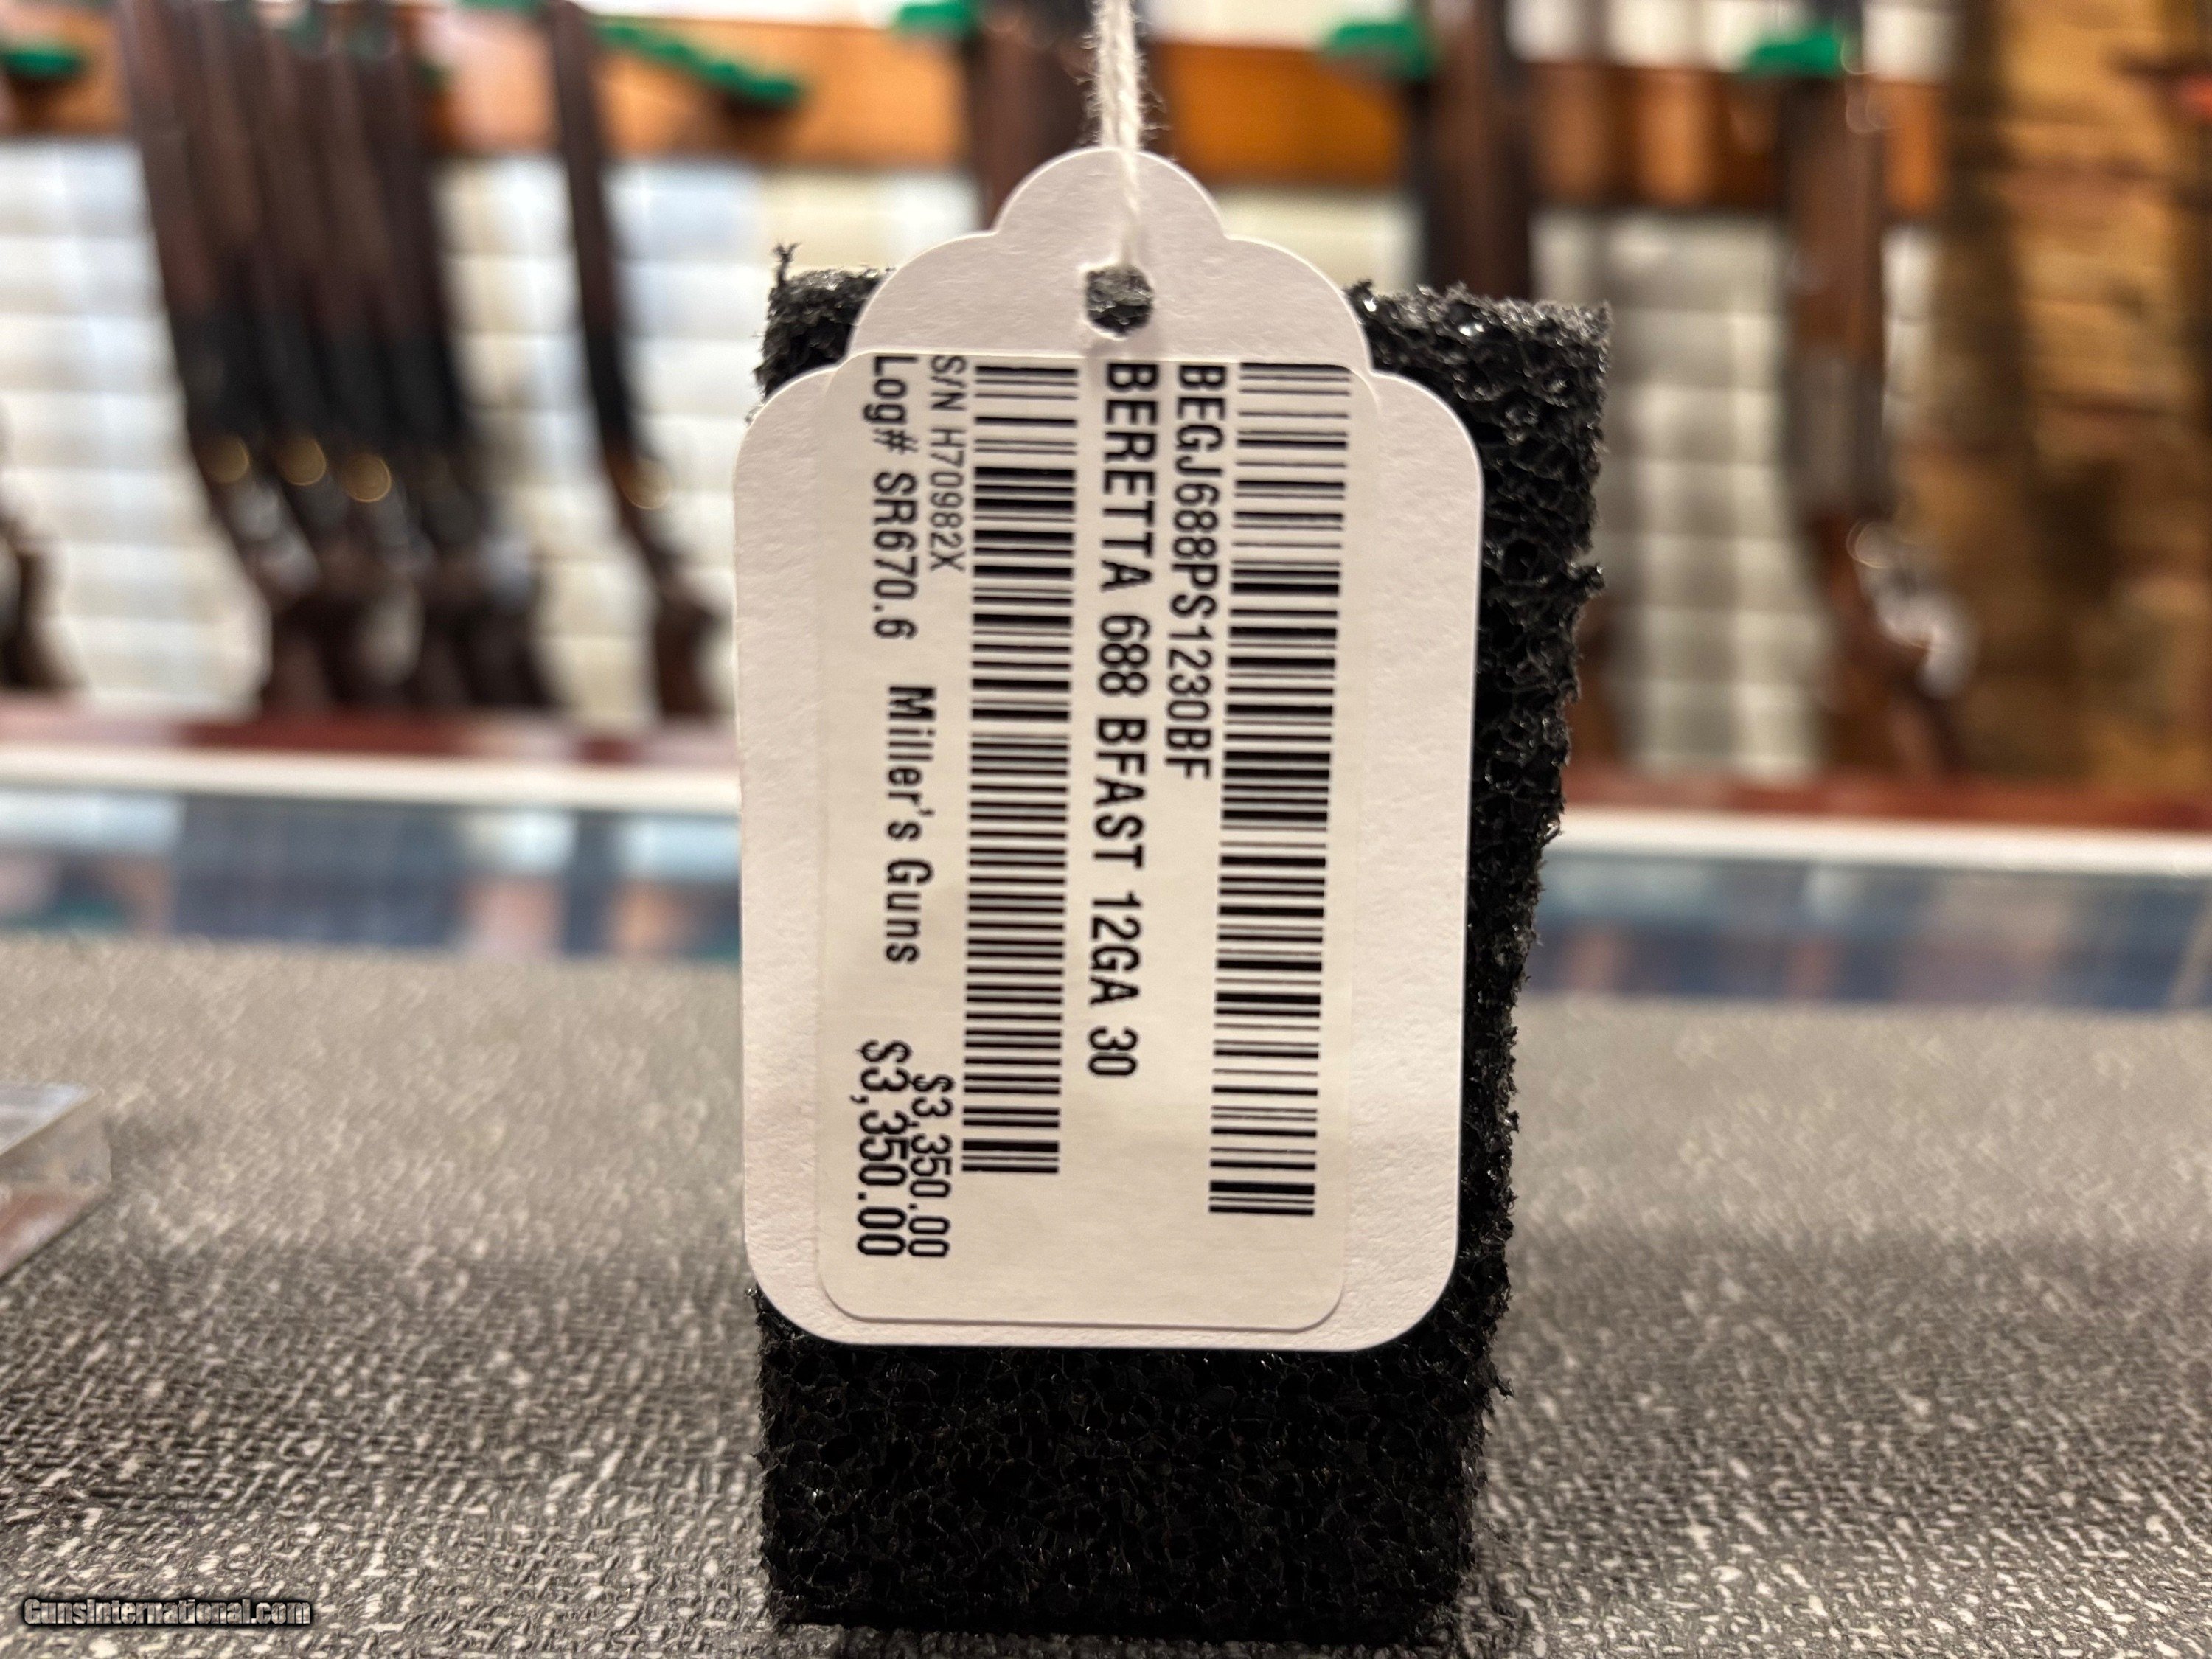 BEGJ688PS1230BF
BERETTA 688 BFAST 12GA 30
S/N H70982X $3,350.00
Log# SR670.6 Miller's Guns $3,350.00
GunsInternational.com